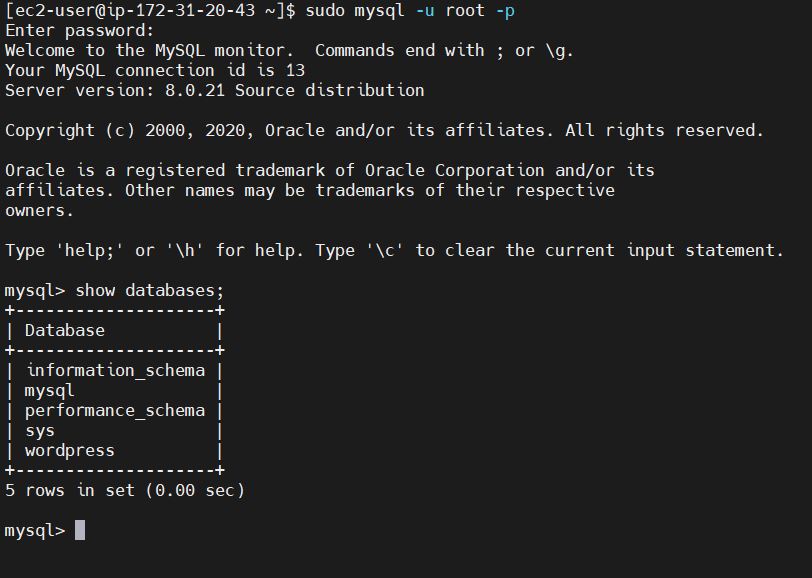 [ec2-user@ip-172-31-20-43 ~]$ sudo mysql -u root -p
Enter password:
Welcome to the MySQL monitor.  Commands end with ; or \g.
Your MySQL connection id is 13
Server version: 8.0.21 Source distribution

Copyright (c) 2000, 2020, Oracle and/or its affiliates. All rights reserved.

Oracle is a registered trademark of Oracle Corporation and/or its
affiliates. Other names may be trademarks of their respective
owners.

Type 'help;' or '\h' for help. Type '\c' to clear the current input statement.

mysql> show databases;
+--------------------+
| Database           |
+--------------------+
| information_schema |
| mysql              |
| performance_schema |
| sys                |
| wordpress          |
+--------------------+
5 rows in set (0.00 sec)

mysql>